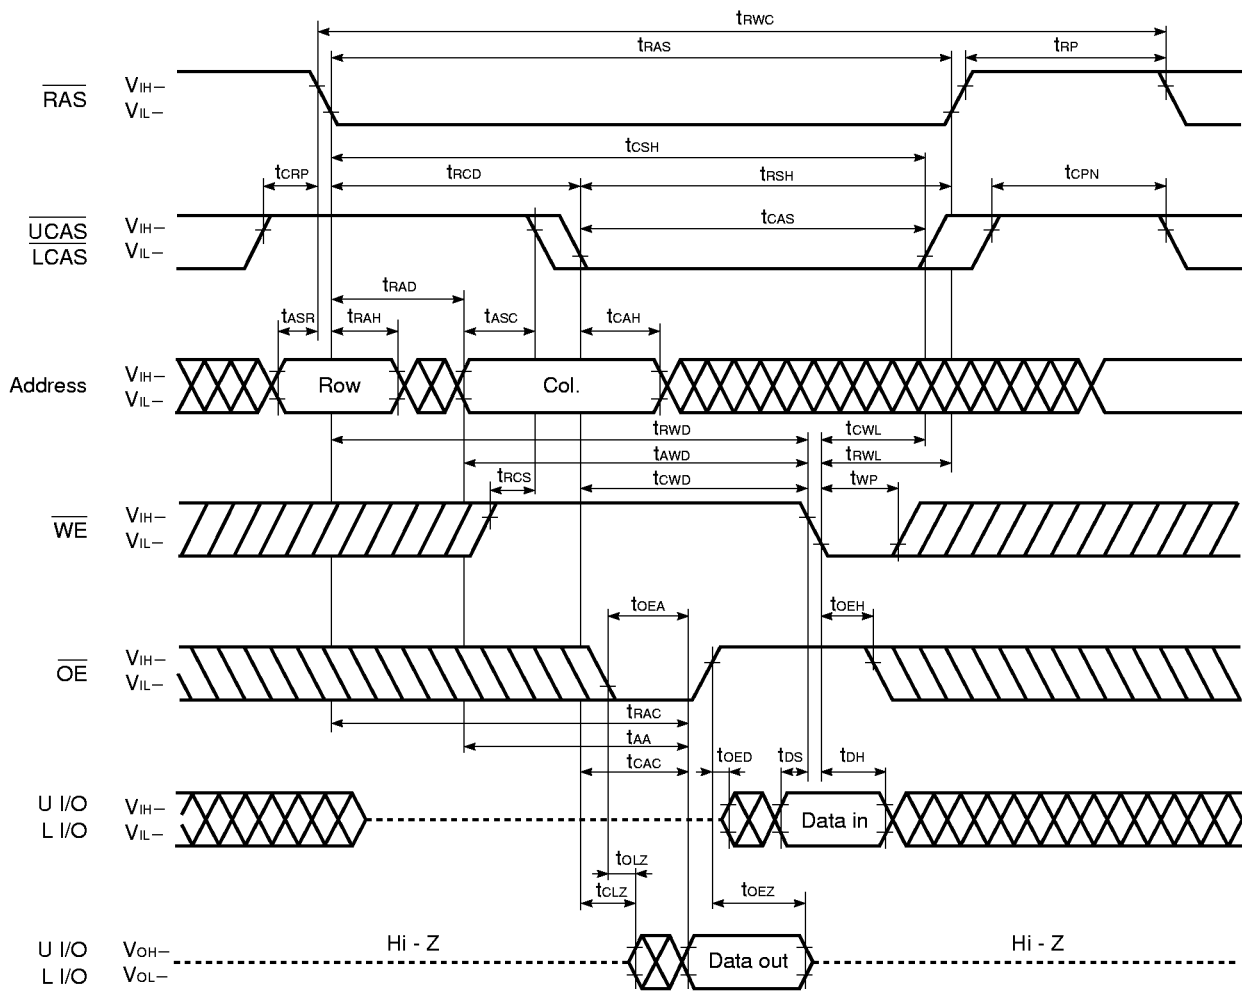 tRWC
tRAS
tRP
RAS
VIH–
VIL–
tCSH
tCRP
tRCD
tRSH
tCPN
UCAS
LCAS
VIH–
VIL–
tCAS
tRAD
tASR
tRAH
tASC
tCAH
Address
VIH–
VIL–
Row
Col.
tRWD
tCWL
tAWD
tRWL
tRCS
tCWD
tWP
WE
VIH–
VIL–
tOEA
tOEH
OE
VIH–
VIL–
tRAC
tAA
tCAC
tOED
tDS
tDH
U I/O
L I/O
VIH–
VIL–
Data in
tOLZ
tCLZ
tOEZ
U I/O
L I/O
VOH–
VOL–
Hi - Z
Data out
Hi - Z